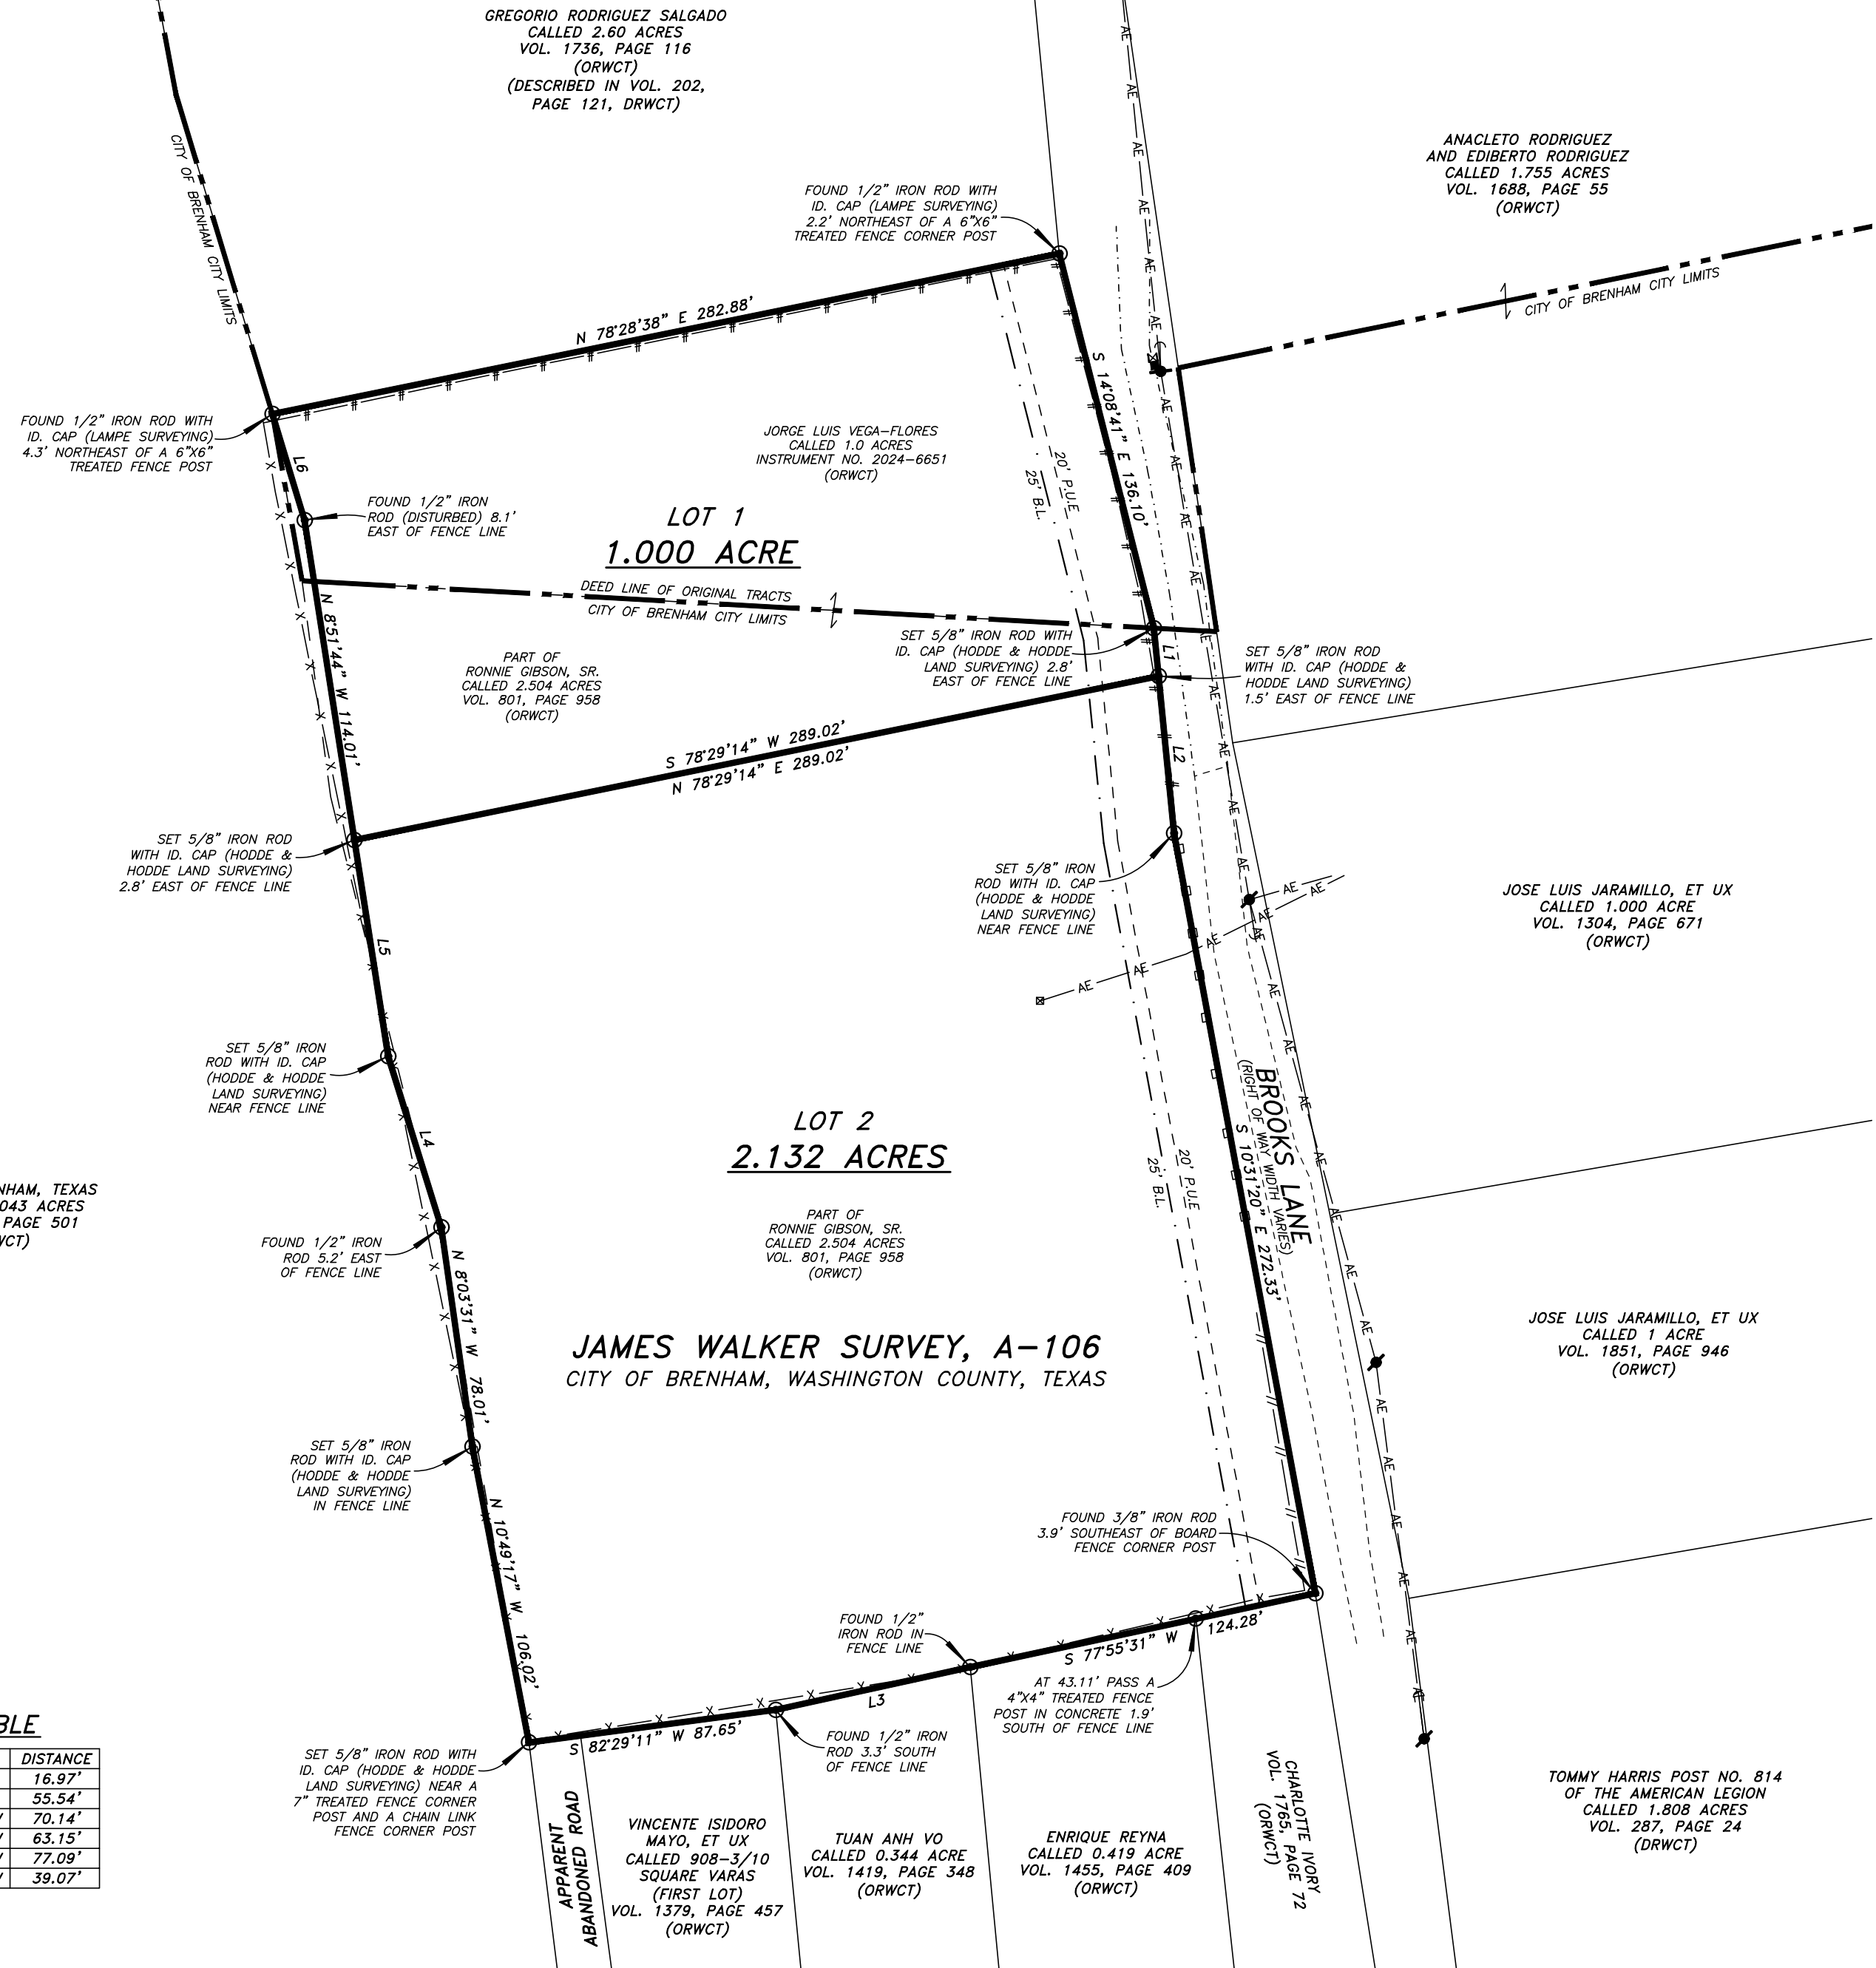 GREGORIO RODRIGUEZ SALGADO
CALLED 2.60 ACRES
VOL. 1736, PAGE 116
(ORWCT)
(DESCRIBED IN VOL. 202,
PAGE 121, DRWCT)
ANACLETO RODRIGUEZ
AND EDIBERTO RODRIGUEZ
CALLED 1.755 ACRES
VOL. 1688, PAGE 55
(ORWCT)
CITY OF BRENHAM CITY LIMITS
CITY OF BRENHAM CITY LIMITS
FOUND 1/2" IRON ROD WITH
ID. CAP (LAMPE SURVEYING)
2.2' NORTHEAST OF A 6"X6"
TREATED FENCE CORNER POST
N 78°28'38" E 282.88'
FOUND 1/2" IRON ROD WITH
ID. CAP (LAMPE SURVEYING)
4.3' NORTHEAST OF A 6"X6"
TREATED FENCE POST
L6
FOUND 1/2" IRON
ROD (DISTURBED) 8.1'
EAST OF FENCE LINE
JORGE LUIS VEGA-FLORES
CALLED 1.0 ACRES
INSTRUMENT NO. 2024-6651
(ORWCT)
LOT 1
1.000 ACRE
20' P.U.E
25' B.L.
S 14°08'41" E 136.10'
DEED LINE OF ORIGINAL TRACTS
CITY OF BRENHAM CITY LIMITS
N 8°51'44" W 114.01'
PART OF
RONNIE GIBSON, SR.
CALLED 2.504 ACRES
VOL. 801, PAGE 958
(ORWCT)
SET 5/8" IRON ROD WITH
ID. CAP (HODDE & HODDE
LAND SURVEYING) 2.8'
EAST OF FENCE LINE
L1
SET 5/8" IRON ROD
WITH ID. CAP (HODDE &
HODDE LAND SURVEYING)
1.5' EAST OF FENCE LINE
S 78°29'14" W 289.02'
N 78°29'14" E 289.02'
L2
SET 5/8" IRON ROD
WITH ID. CAP (HODDE &
HODDE LAND SURVEYING)
2.8' EAST OF FENCE LINE
SET 5/8" IRON
ROD WITH ID. CAP
(HODDE & HODDE
LAND SURVEYING)
NEAR FENCE LINE
JOSE LUIS JARAMILLO, ET UX
CALLED 1.000 ACRE
VOL. 1304, PAGE 671
(ORWCT)
L5
SET 5/8" IRON
ROD WITH ID. CAP
(HODDE & HODDE
LAND SURVEYING)
NEAR FENCE LINE
L4
LOT 2
2.132 ACRES
20' P.U.E
25' B.L.
BROOKS LANE
(RIGHT OF WAY WIDTH VARIES)
S 10°31'20" E 272.33'
NHAM, TEXAS
043 ACRES
PAGE 501
WCT)
PART OF
RONNIE GIBSON, SR.
CALLED 2.504 ACRES
VOL. 801, PAGE 958
(ORWCT)
FOUND 1/2" IRON
ROD 5.2' EAST
OF FENCE LINE
N 8°03'31" W 78.01'
JAMES WALKER SURVEY, A-106
CITY OF BRENHAM, WASHINGTON COUNTY, TEXAS
JOSE LUIS JARAMILLO, ET UX
CALLED 1 ACRE
VOL. 1851, PAGE 946
(ORWCT)
SET 5/8" IRON
ROD WITH ID. CAP
(HODDE & HODDE
LAND SURVEYING)
IN FENCE LINE
N 10°49'17" W 106.02'
FOUND 3/8" IRON ROD
3.9' SOUTHEAST OF BOARD
FENCE CORNER POST
FOUND 1/2"
IRON ROD IN
FENCE LINE
S 77°55'31" W 124.28'
AT 43.11' PASS A
4"X4" TREATED FENCE
POST IN CONCRETE 1.9'
SOUTH OF FENCE LINE
L3
S 82°29'11" W 87.65'
FOUND 1/2" IRON
ROD 3.3' SOUTH
OF FENCE LINE
SET 5/8" IRON ROD WITH
ID. CAP (HODDE & HODDE
LAND SURVEYING) NEAR A
7" TREATED FENCE CORNER
POST AND A CHAIN LINK
FENCE CORNER POST
BLE
DISTANCE
16.97'
55.54'
70.14'
63.15'
77.09'
39.07'
APPARENT
ABANDONED ROAD
VINCENTE ISIDORO
MAYO, ET UX
CALLED 908-3/10
SQUARE VARAS
(FIRST LOT)
VOL. 1379, PAGE 457
(ORWCT)
TUAN ANH VO
CALLED 0.344 ACRE
VOL. 1419, PAGE 348
(ORWCT)
ENRIQUE REYNA
CALLED 0.419 ACRE
VOL. 1455, PAGE 409
(ORWCT)
CHARLOTTE IVORY
VOL. 1765, PAGE 72
(ORWCT)
TOMMY HARRIS POST NO. 814
OF THE AMERICAN LEGION
CALLED 1.808 ACRES
VOL. 287, PAGE 24
(DRWCT)